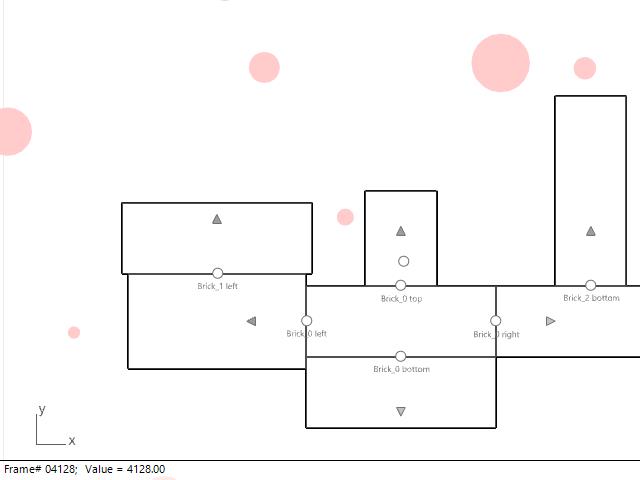 Brick_1 left
Brick_0 top
Brick_2 bottom
Brick_0 left
Brick_0 right
Brick_0 bottom
y
x
Frame# 04128; Value = 4128.00